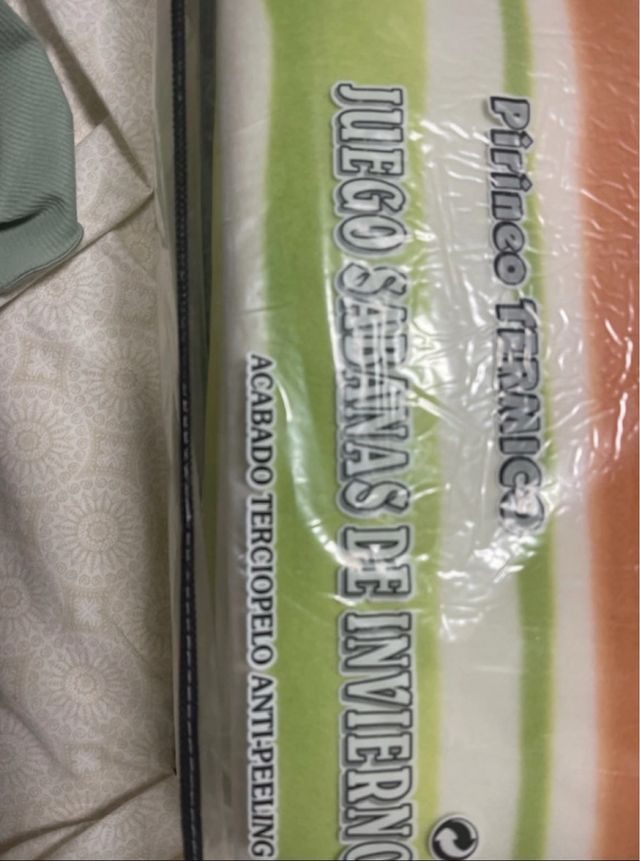 Pirineo TERMICO
JUEGO SABANAS DE INVIERNO
ACABADO TERCIOPELO ANTI-PEELING